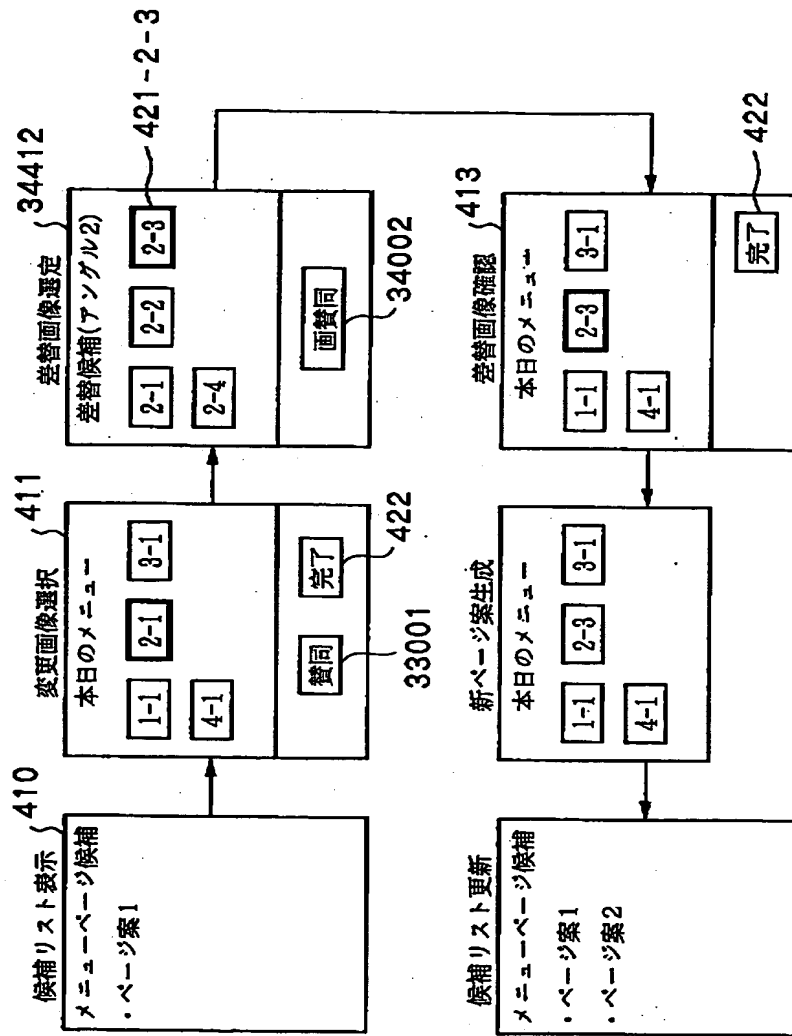 候補リスト表示
410
メニューページ候補
・ページ案1
変更画像選択
411
本日のメニュー
1-1 2-1 3-1
4-1
賛同 完了
33001 422
差替画像選定
34412
差替候補(アングル2)
2-1 2-2 2-3
421-2-3
2-4
画賛同
34002
差替画像確認
413
本日のメニュー
1-1 2-3 3-1
4-1
完了
422
新ページ案生成
本日のメニュー
1-1 2-3 3-1
4-1
候補リスト更新
メニューページ候補
・ページ案1
・ページ案2